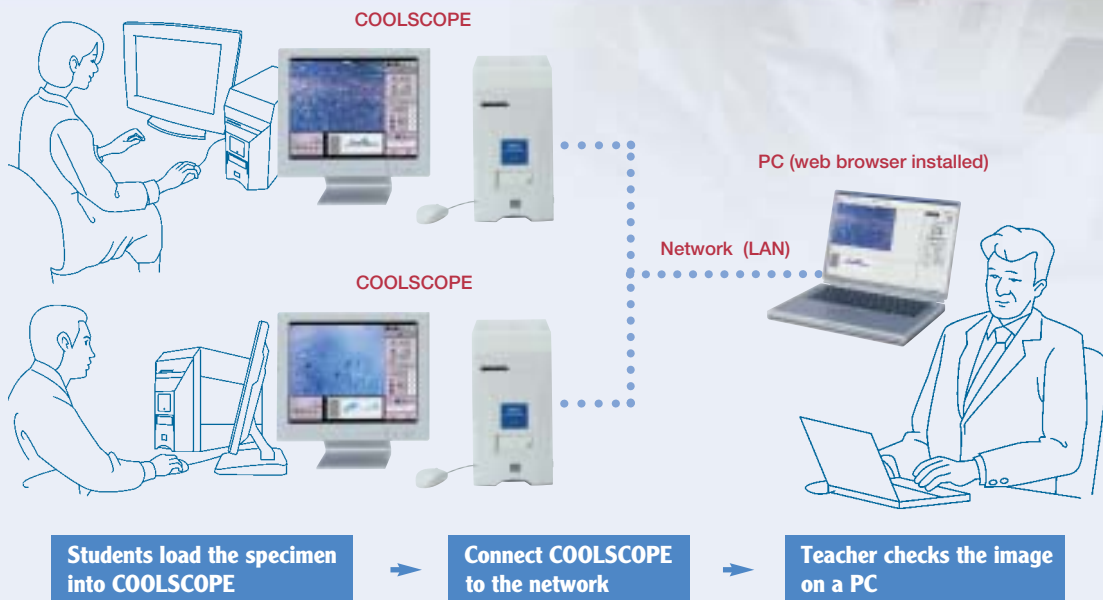 COOLSCOPE
PC (web browser installed)
Network (LAN)
COOLSCOPE
Students load the specimen
into COOLSCOPE
Connect COOLSCOPE
to the network
Teacher checks the image
on a PC